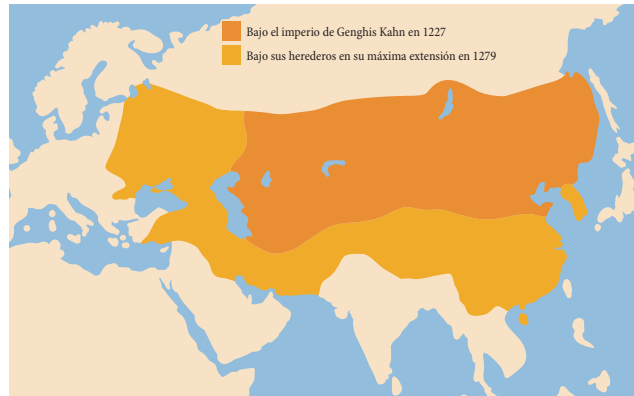 Bajo el imperio de Genghis Kahn en 1227
Bajo sus herederos en su máxima extensión en 1279